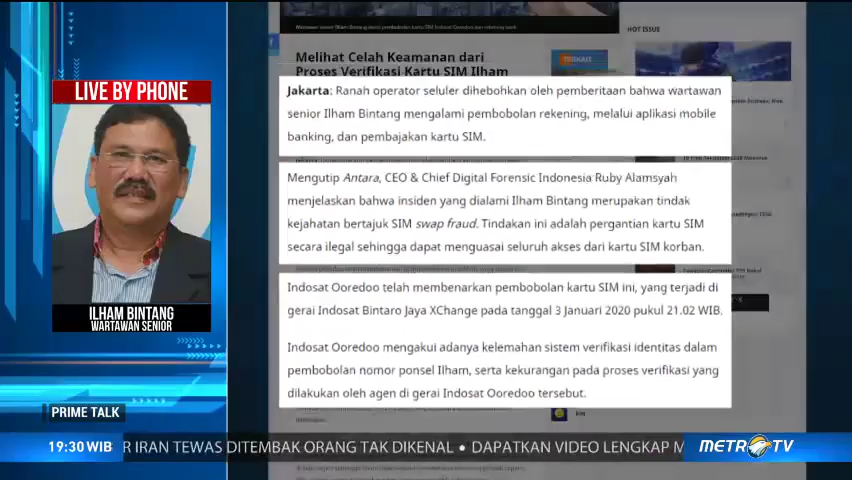 Wartawan senior Ilham Bintang
HOT ISSUE
Melihat Celah Keamanan dari
Proses Verifikasi Kartu SIM Ilham
LIVE BY PHONE
Jakarta: Ranah operator seluler dihebohkan oleh pemberitaan bahwa wartawan
senior Ilham Bintang mengalami pembobolan rekening, melalui aplikasi mobile
banking, dan pembajakan kartu SIM.
Mengutip Antara, CEO & Chief Digital Forensic Indonesia Ruby Alamsyah
menjelaskan bahwa insiden yang dialami Ilham Bintang merupakan tindak
kejahatan bertajuk SIM swap fraud. Tindakan ini adalah pergantian kartu SIM
secara ilegal sehingga dapat menguasai seluruh akses dari kartu SIM korban.
Indosat Ooredoo telah membenarkan pembobolan kartu SIM ini, yang terjadi di
gerai Indosat Bintaro Jaya XChange pada tanggal 3 Januari 2020 pukul 21.02 WIB.
Indosat Ooredoo mengakui adanya kelemahan sistem verifikasi identitas dalam
pembobolan nomor ponsel Ilham, serta kekurangan pada proses verifikasi yang
dilakukan oleh agen di gerai Indosat Ooredoo tersebut.
ILHAM BINTANG
WARTAWAN SENIOR
PRIME TALK
19:30 WIB
R IRAN TEWAS DITEMBAK ORANG TAK DIKENAL • DAPATKAN VIDEO LENGKAP M
METRO TV